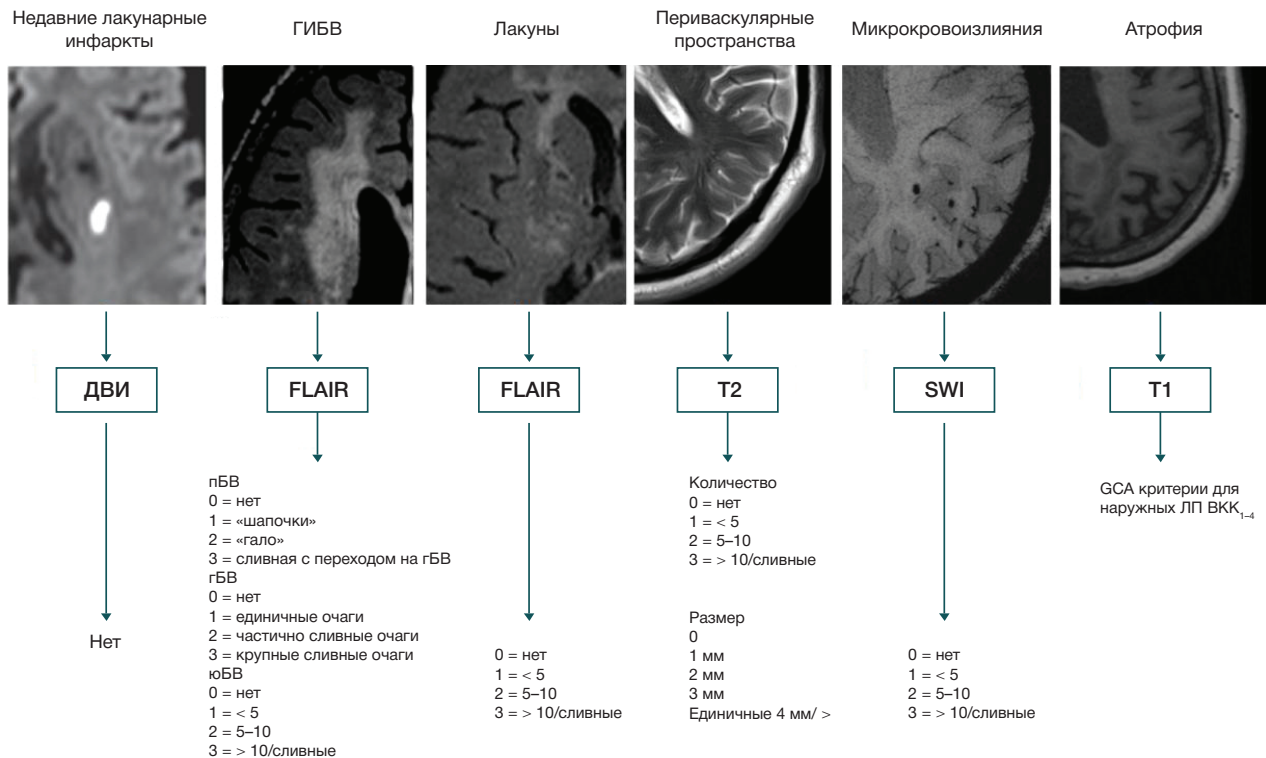 Недавние лакунарные
инфаркты
ГИБВ
Лакуны
Периваскулярные
пространства
Микрокровоизлияния
Атрофия
ДВИ
FLAIR
FLAIR
T2
SWI
T1
Нет
пБВ
0 = нет
1 = «шапочки»
2 = «гало»
3 = сливная с переходом на гБВ
гБВ
0 = нет
1 = единичные очаги
2 = частично сливные очаги
3 = крупные сливные очаги
юБВ
0 = нет
1 = < 5
2 = 5–10
3 = > 10/сливные
0 = нет
1 = < 5
2 = 5–10
3 = > 10/сливные
Количество
0 = нет
1 = < 5
2 = 5–10
3 = > 10/сливные
Размер
0
1 мм
2 мм
3 мм
Единичные 4 мм/ >
0 = нет
1 = < 5
2 = 5–10
3 = > 10/сливные
GCA критерии для
наружных ЛП ВКК1–4